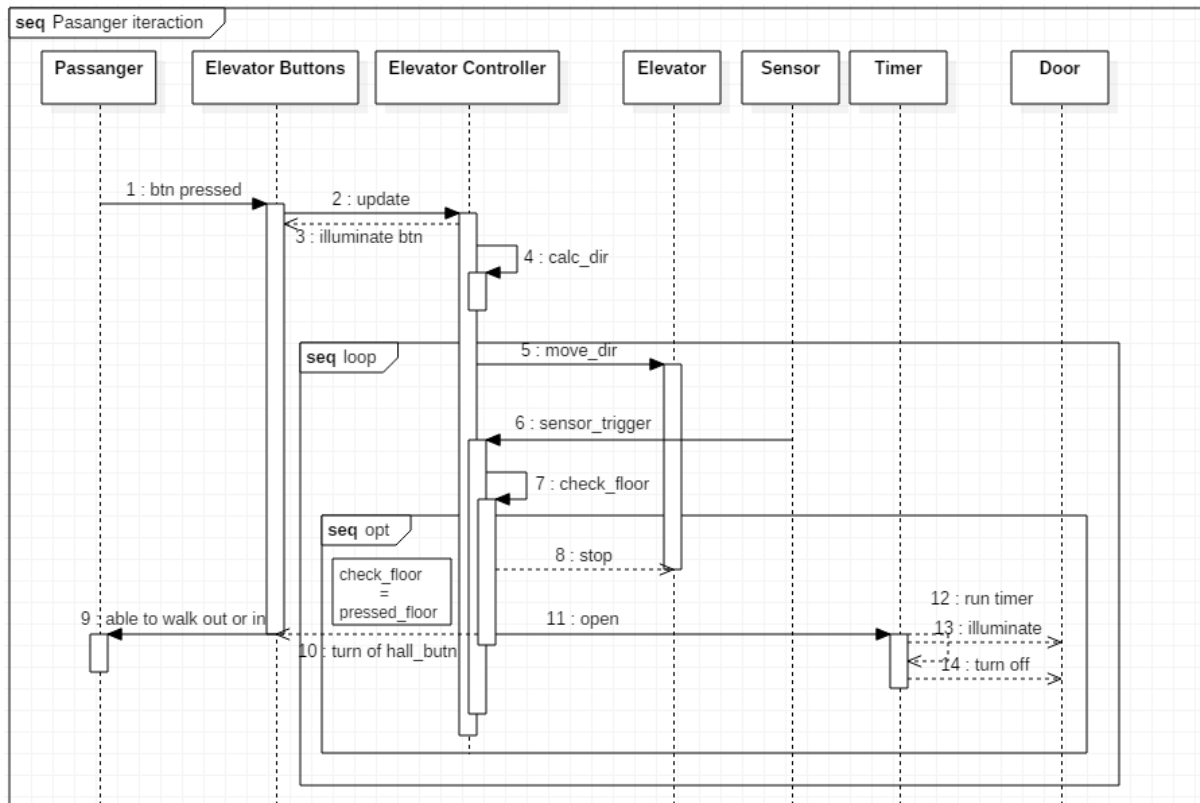 seq Pasanger iteraction
Passanger
Elevator Buttons
Elevator Controller
Elevator
Sensor
Timer
Door
1 : btn pressed
2 : update
3 : illuminate btn
4 : calc_dir
seq loop
5 : move_dir
6 : sensor_trigger
7 : check_floor
seq opt
8 : stop
check_floor
=
pressed_floor
9 : able to walk out or in
10 : turn of hall_butn
11 : open
12 : run timer
13 : illuminate
14 : turn off